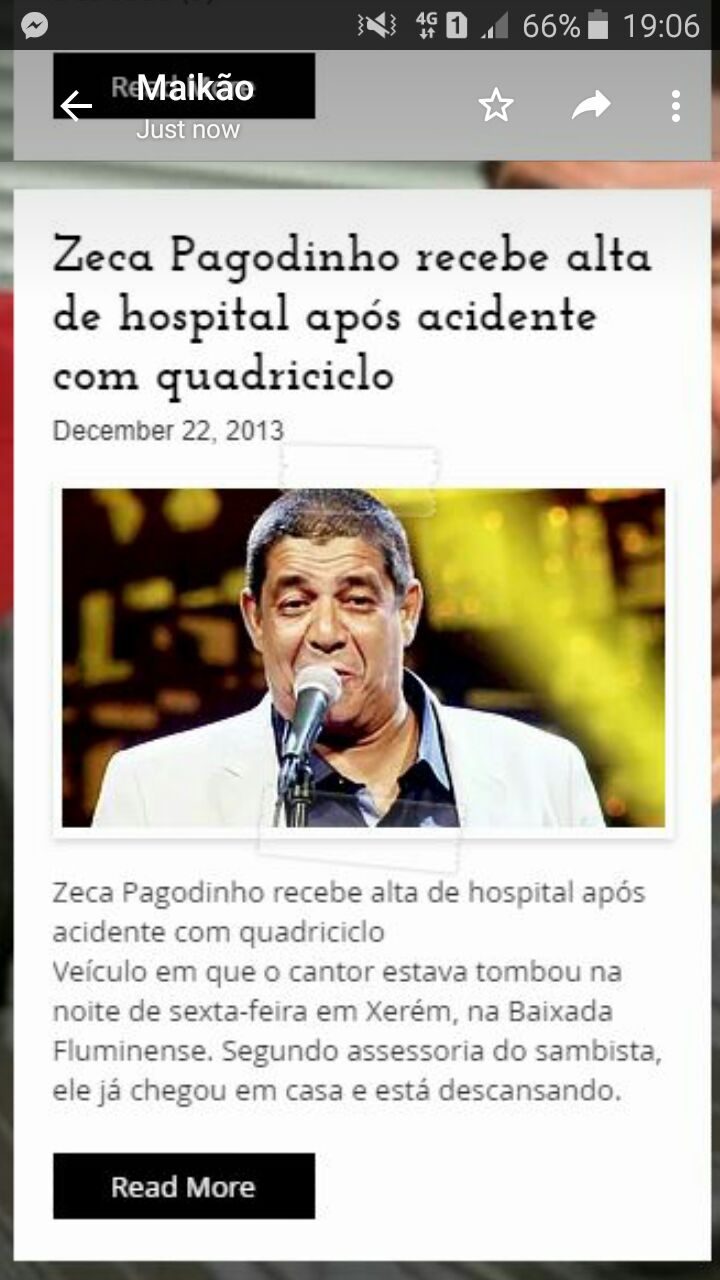 4G 1 66% 19:06
Read More
Maikão
Just now
Zeca Pagodinho recebe alta
de hospital após acidente
com quadriciclo
December 22, 2013
Zeca Pagodinho recebe alta de hospital após
acidente com quadriciclo
Veículo em que o cantor estava tombou na
noite de sexta-feira em Xerém, na Baixada
Fluminense. Segundo assessoria do sambista,
ele já chegou em casa e está descansando.
Read More